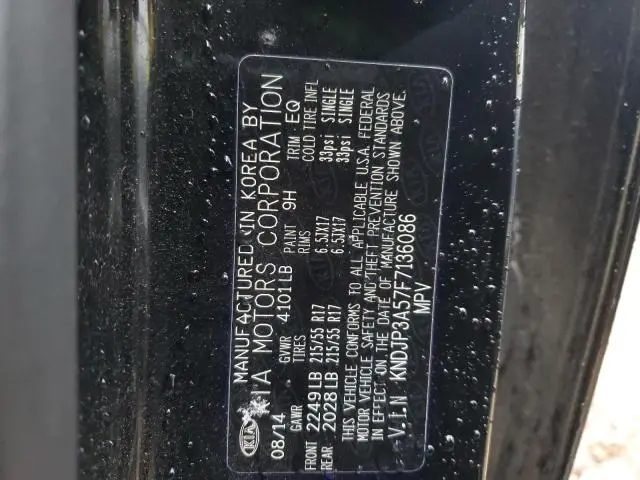 MANUFACTURED IN KOREA BY
KIA KIA MOTORS CORPORATION
08/14 GVWR 4101LB PAINT 9H TRIM EQ
GAWR TIRES RIMS COLD TIRE INFL
FRONT 2249LB 215/55 R17 6.5JX17 33psi SINGLE
REAR 2028LB 215/55 R17 6.5JX17 33psi SINGLE
THIS VEHICLE CONFORMS TO ALL APPLICABLE U.S.A. FEDERAL
MOTOR VEHICLE SAFETY AND THEFT PREVENTION STANDARDS
IN EFFECT ON THE DATE OF MANUFACTURE SHOWN ABOVE.
V.I.N KNDJP3A57F7136086
MPV